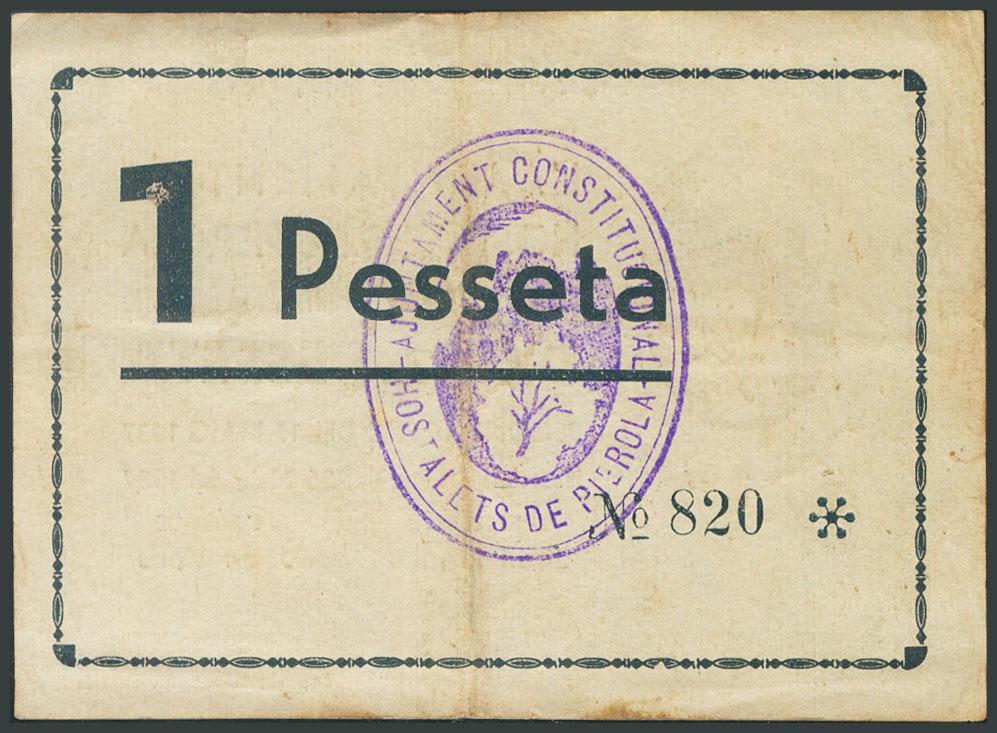 1 Pesseta
AJUNTAMENT CONSTITUCIONAL
HOSTALETS DE PIEROLA
№ 820